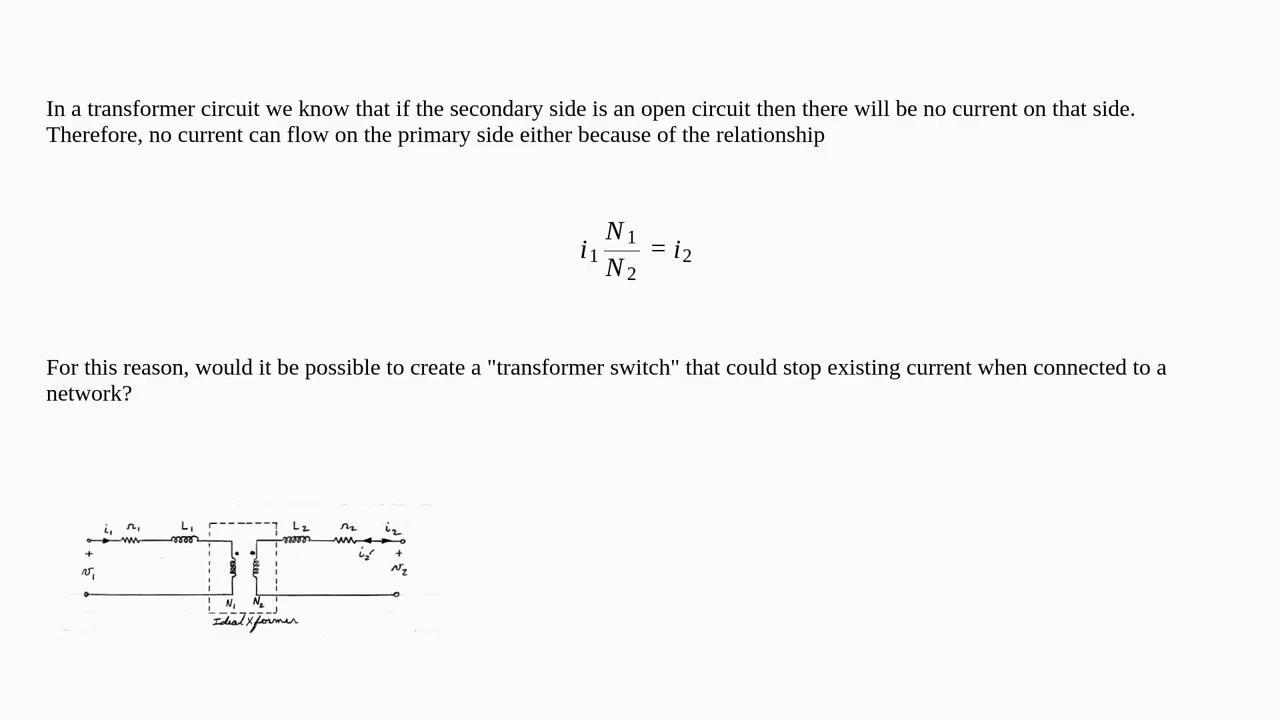 In a transformer circuit we know that if the secondary side is an open circuit then there will be no current on that side.
Therefore, no current can flow on the primary side either because of the relationship
i₁ N₁/N₂ = i₂
For this reason, would it be possible to create a "transformer switch" that could stop existing current when connected to a
network?
i₁ r₁ L₁ L₂ r₂ i₂
+ i₂′ +
v₁ v₂
N₁ N₂
Ideal Xformer